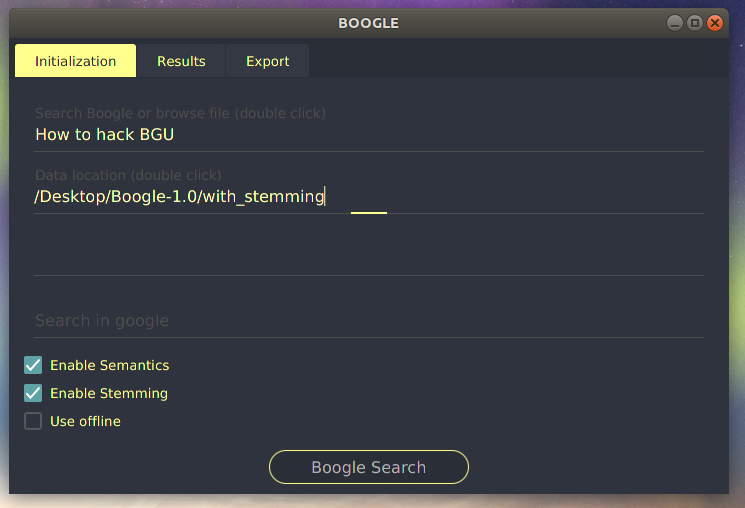 BOOGLE
Initialization Results Export
Search Boogle or browse file (double click)
How to hack BGU
Data location (double click)
/Desktop/Boogle-1.0/with_stemming
Search in google
Enable Semantics
Enable Stemming
Use offline
Boogle Search